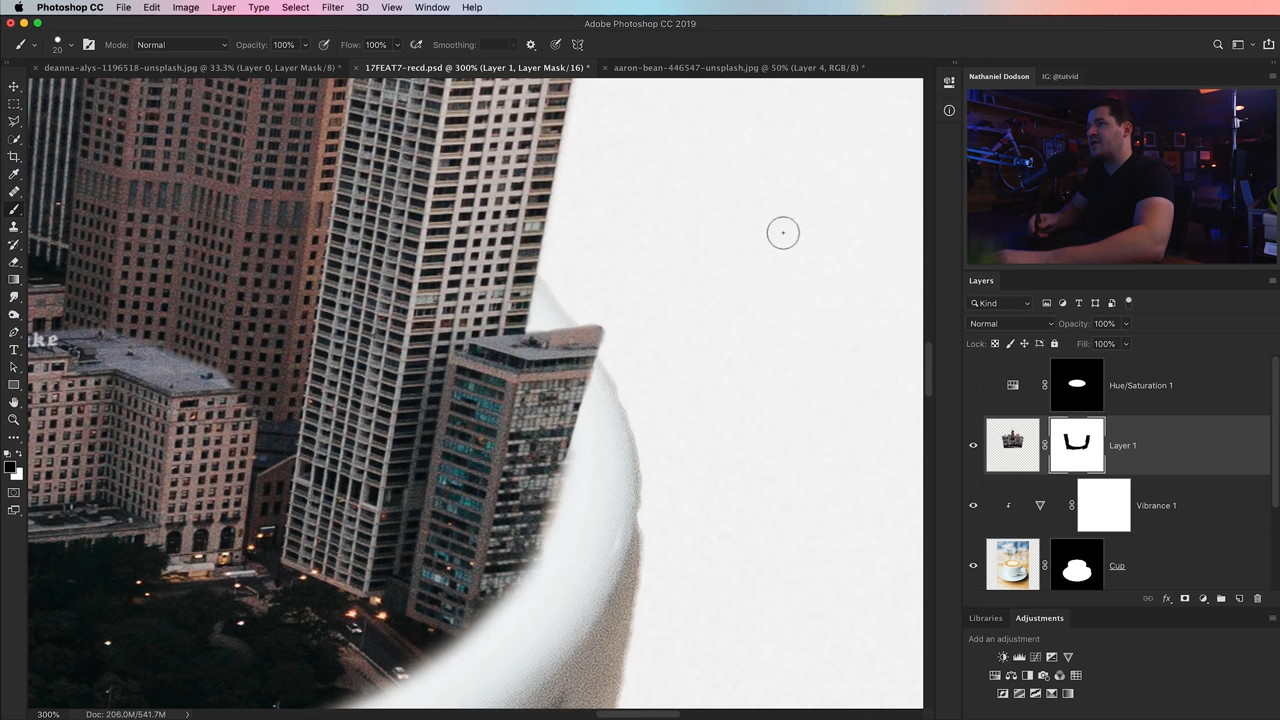 Photoshop CC File Edit Image Layer Type Select Filter 3D View Window Help
Adobe Photoshop CC 2019
20 Mode: Normal Opacity: 100% Flow: 100% Smoothing:
deanna-alys-1196518-unsplash.jpg @ 33.3% (Layer 0, Layer Mask/8) *
17FEAT7-recd.psd @ 300% (Layer 1, Layer Mask/16) *
aaron-bean-446547-unsplash.jpg @ 50% (Layer 4, RGB/8) *
Nathaniel Dodson IG: @tutvid
Layers
Kind
Normal Opacity: 100%
Lock: Fill: 100%
Hue/Saturation 1
Layer 1
Vibrance 1
Cup
Libraries Adjustments
Add an adjustment
ke
300% Doc: 206.0M/541.7M